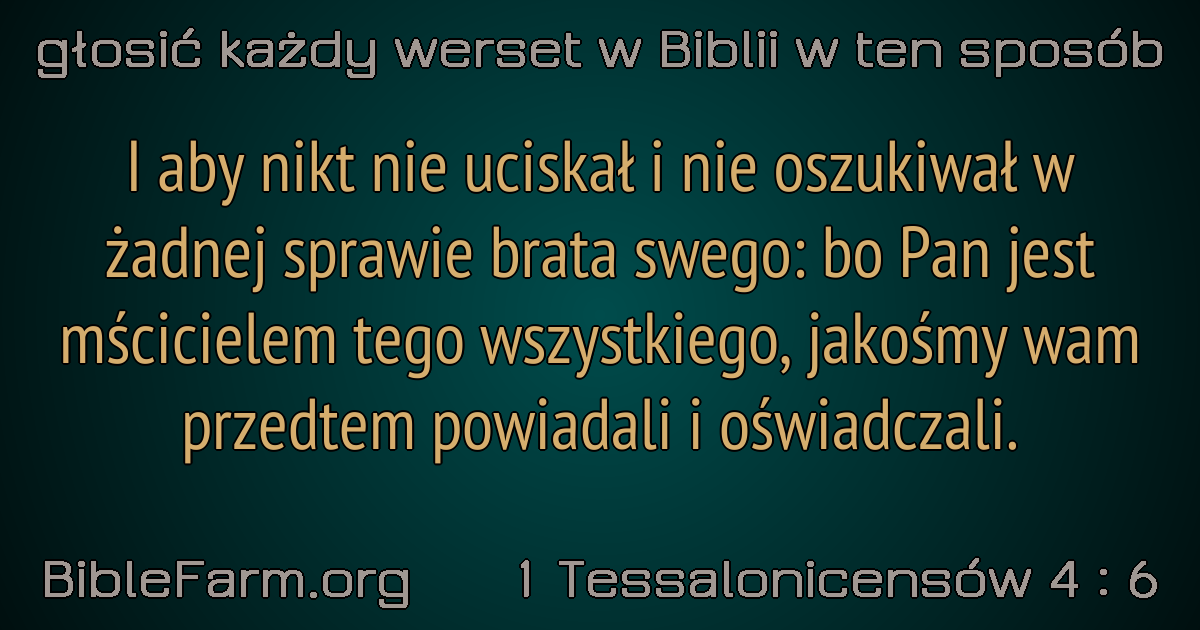 głosić każdy werset w Biblii w ten sposób
I aby nikt nie uciskał i nie oszukiwał w
żadnej sprawie brata swego: bo Pan jest
mścicielem tego wszystkiego, jakośmy wam
przedtem powiadali i oświadczali.
BibleFarm.org 1 Tessalonicensów 4 : 6